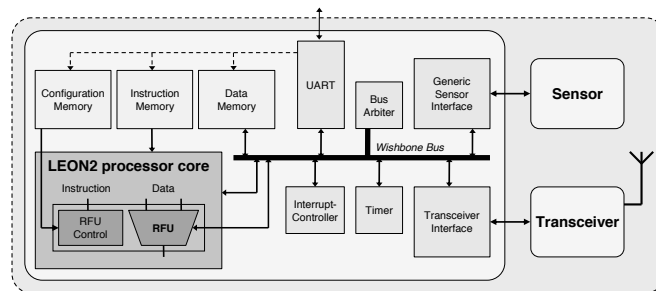 Configuration
Memory
Instruction
Memory
Data
Memory
UART
Bus
Arbiter
Generic
Sensor
Interface
Sensor
Wishbone Bus
LEON2 processor core
Instruction
Data
RFU
Control
RFU
Interrupt-
Controller
Timer
Transceiver
Interface
Transceiver